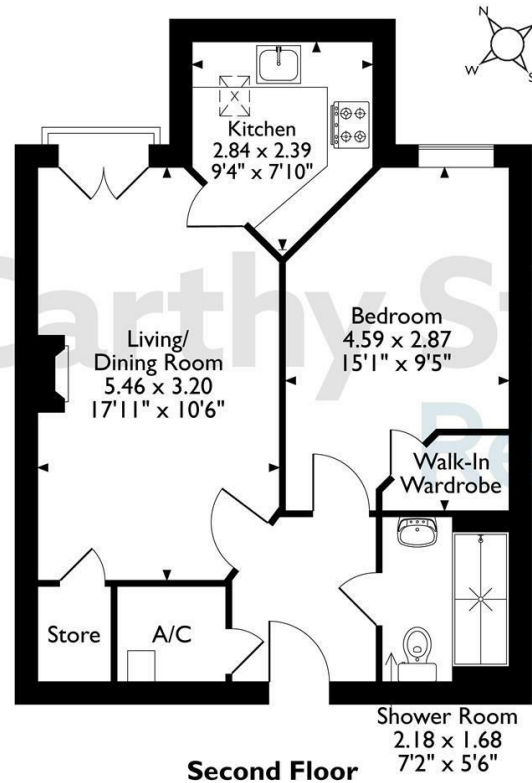 N
W
S
Kitchen
2.84 x 2.39
9'4" x 7'10"
Living/
Dining Room
5.46 x 3.20
17'11" x 10'6"
Bedroom
4.59 x 2.87
15'1" x 9'5"
Walk-In
Wardrobe
Store
A/C
Shower Room
2.18 x 1.68
7'2" x 5'6"
Second Floor